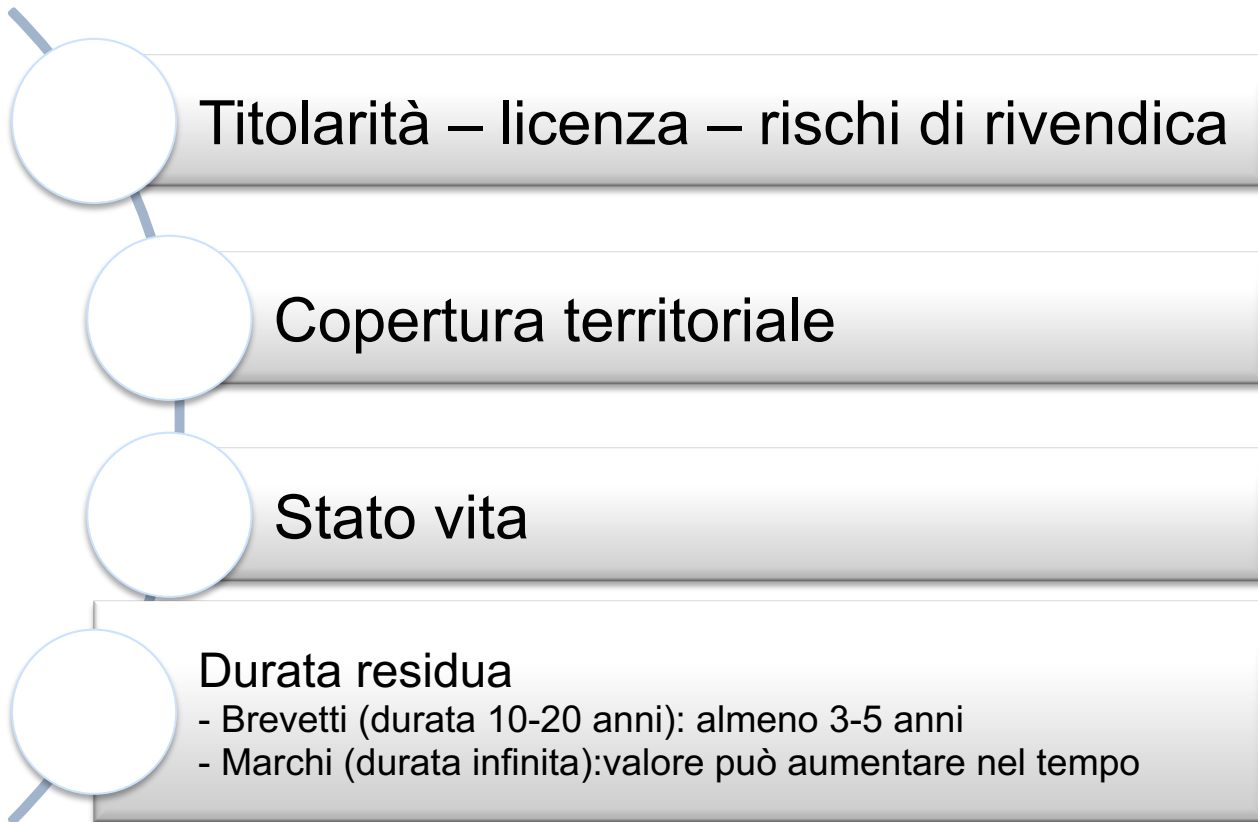 Titolarità – licenza – rischi di rivendica
Copertura territoriale
Stato vita
Durata residua
- Brevetti (durata 10-20 anni): almeno 3-5 anni
- Marchi (durata infinita):valore può aumentare nel tempo